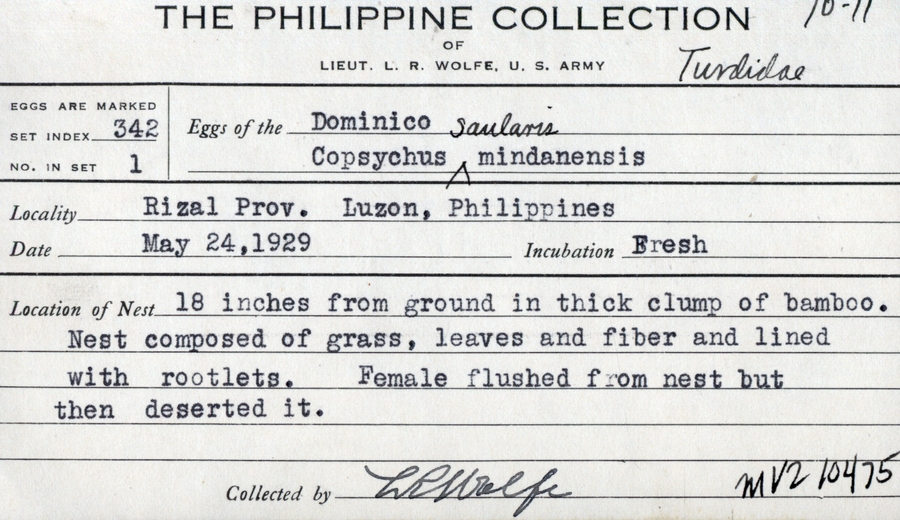 THE PHILIPPINE COLLECTION
OF
LIEUT. L. R. WOLFE, U. S. ARMY
Turdidae
EGGS ARE MARKED
SET INDEX 342
NO. IN SET 1
Eggs of the Dominico saularis
Copsychus ^ mindanensis
Locality Rizal Prov. Luzon, Philippines
Date May 24,1929 Incubation Fresh
Location of Nest 18 inches from ground in thick clump of bamboo.
Nest composed of grass, leaves and fiber and lined
with rootlets. Female flushed from nest but
then deserted it.
Collected by LRWolfe
MVZ 10475